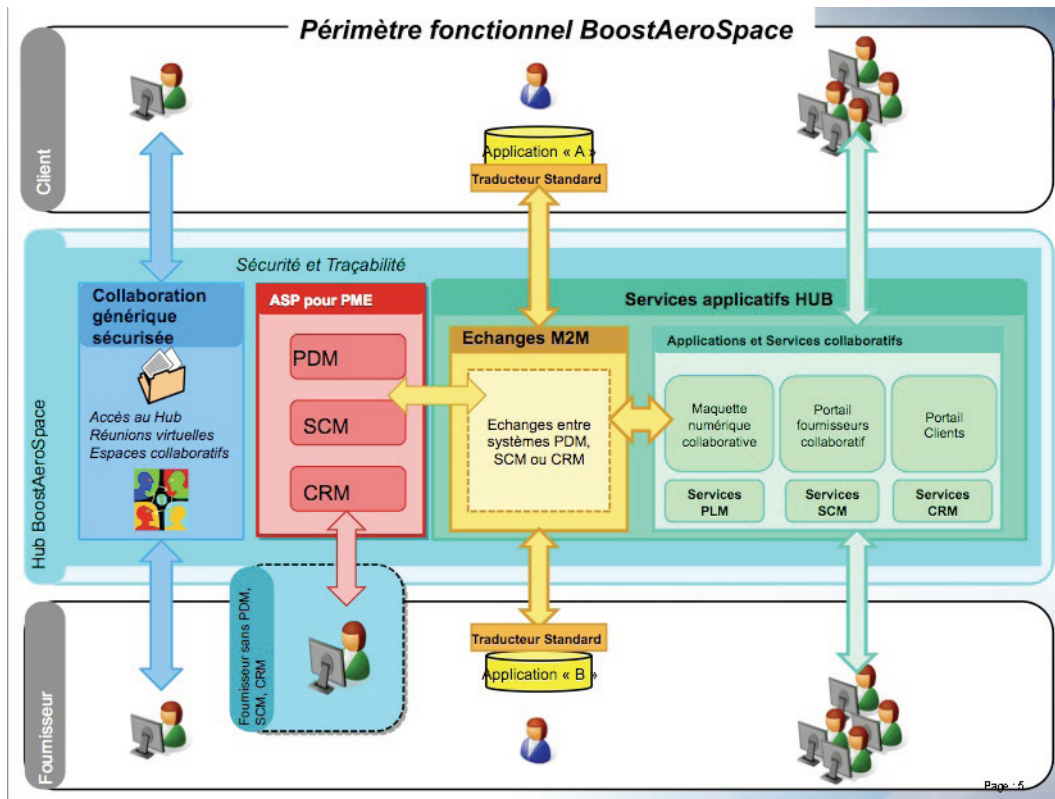 Périmètre fonctionnel BoostAeroSpace
Client
Application « A »
Traducteur Standard
Hub BoostAeroSpace
Sécurité et Traçabilité
Collaboration
générique
sécurisée
Accès au Hub
Réunions virtuelles
Espaces collaboratifs
ASP pour PME
PDM
SCM
CRM
Services applicatifs HUB
Echanges M2M
Echanges entre
systèmes PDM,
SCM ou CRM
Applications et Services collaboratifs
Maquette
numérique
collaborative
Portail
fournisseurs
collaboratif
Portail
Clients
Services
PLM
Services
SCM
Services
CRM
Fournisseur
Fournisseur sans PDM,
SCM, CRM
Traducteur Standard
Application « B »
Page : 5